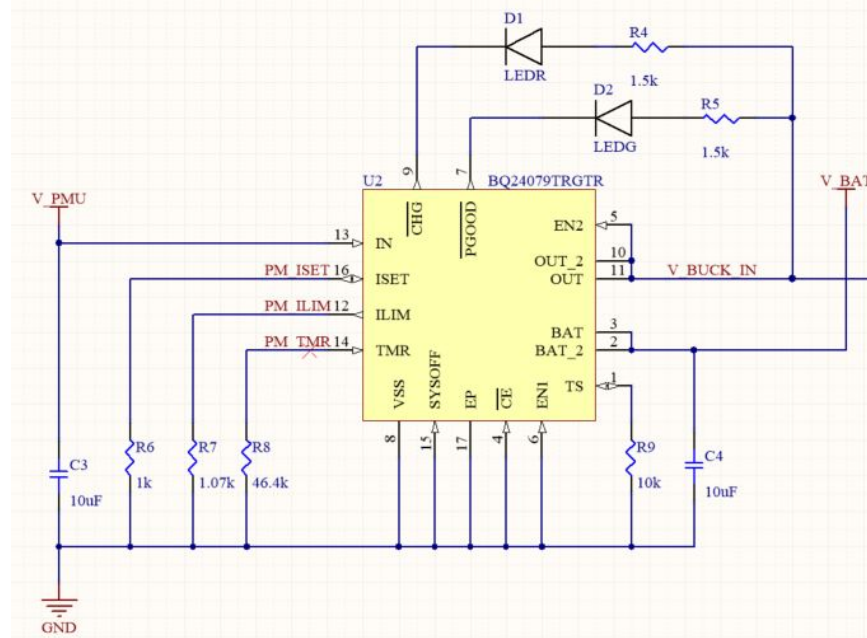 D1
LEDR
R4
1.5k
D2
LEDG
R5
1.5k
9
7
U2
BQ24079TRGTR
V_PMU
V_BAT
CHG
PGOOD
13
IN
EN2
5
PM_ISET
16
ISET
OUT_2
10
OUT
11
V_BUCK_IN
PM_ILIM
12
ILIM
BAT
3
PM_TMR
14
TMR
BAT_2
2
VSS
SYSOFF
EP
CE
EN1
TS
1
8
15
17
4
6
C3
10uF
R6
1k
R7
1.07k
R8
46.4k
R9
10k
C4
10uF
GND